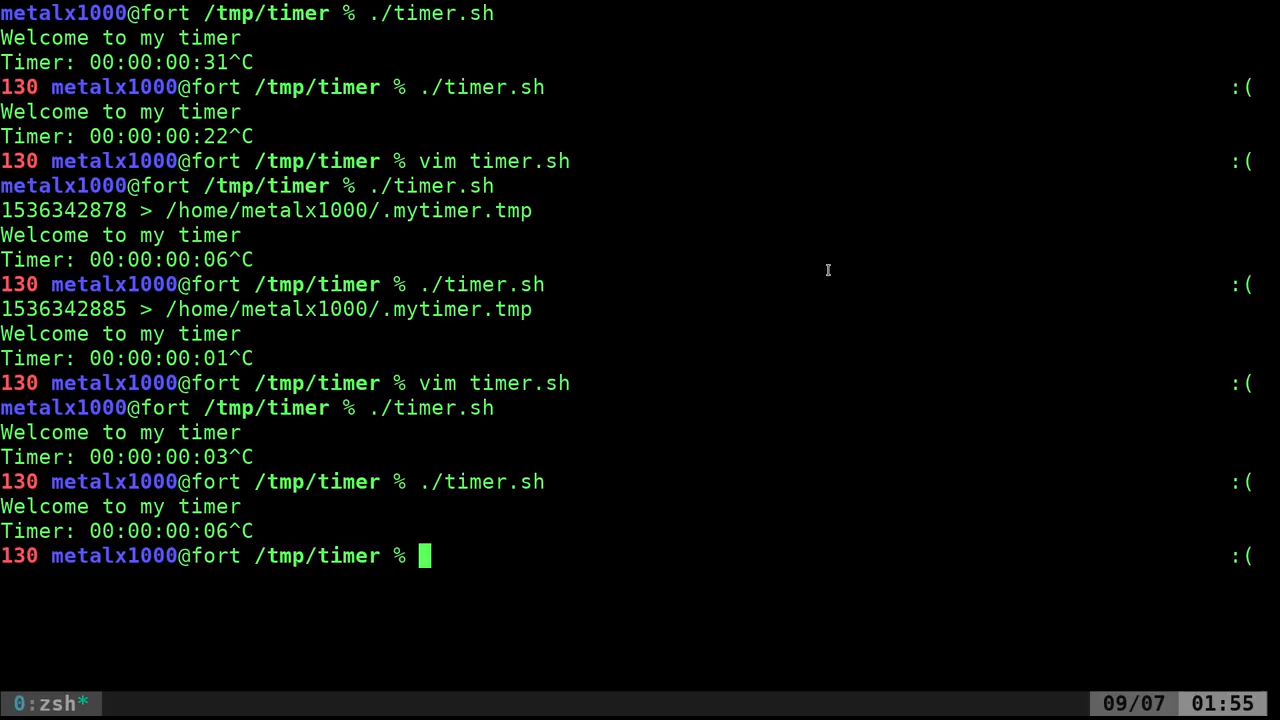 metalx1000@fort /tmp/timer % ./timer.sh
Welcome to my timer
Timer: 00:00:00:31^C
130 metalx1000@fort /tmp/timer % ./timer.sh :(
Welcome to my timer
Timer: 00:00:00:22^C
130 metalx1000@fort /tmp/timer % vim timer.sh :(
metalx1000@fort /tmp/timer % ./timer.sh
1536342878 > /home/metalx1000/.mytimer.tmp
Welcome to my timer
Timer: 00:00:00:06^C
130 metalx1000@fort /tmp/timer % ./timer.sh :(
1536342885 > /home/metalx1000/.mytimer.tmp
Welcome to my timer
Timer: 00:00:00:01^C
130 metalx1000@fort /tmp/timer % vim timer.sh :(
metalx1000@fort /tmp/timer % ./timer.sh
Welcome to my timer
Timer: 00:00:00:03^C
130 metalx1000@fort /tmp/timer % ./timer.sh :(
Welcome to my timer
Timer: 00:00:00:06^C
130 metalx1000@fort /tmp/timer % :(
0:zsh* 09/07 01:55